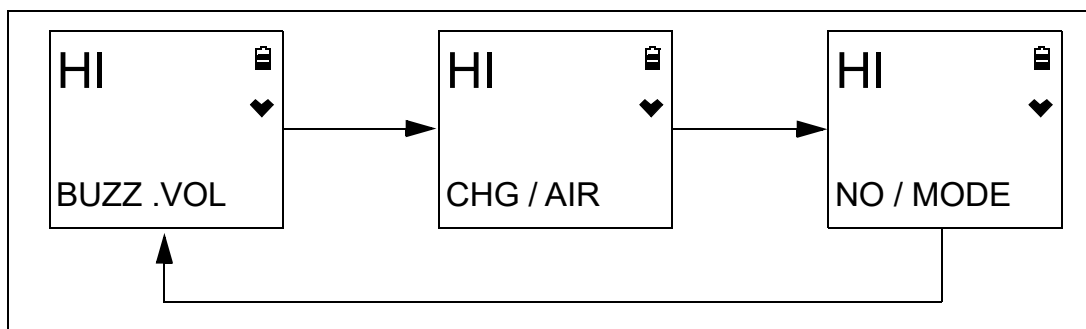 HI
BUZZ .VOL
HI
CHG / AIR
HI
NO / MODE